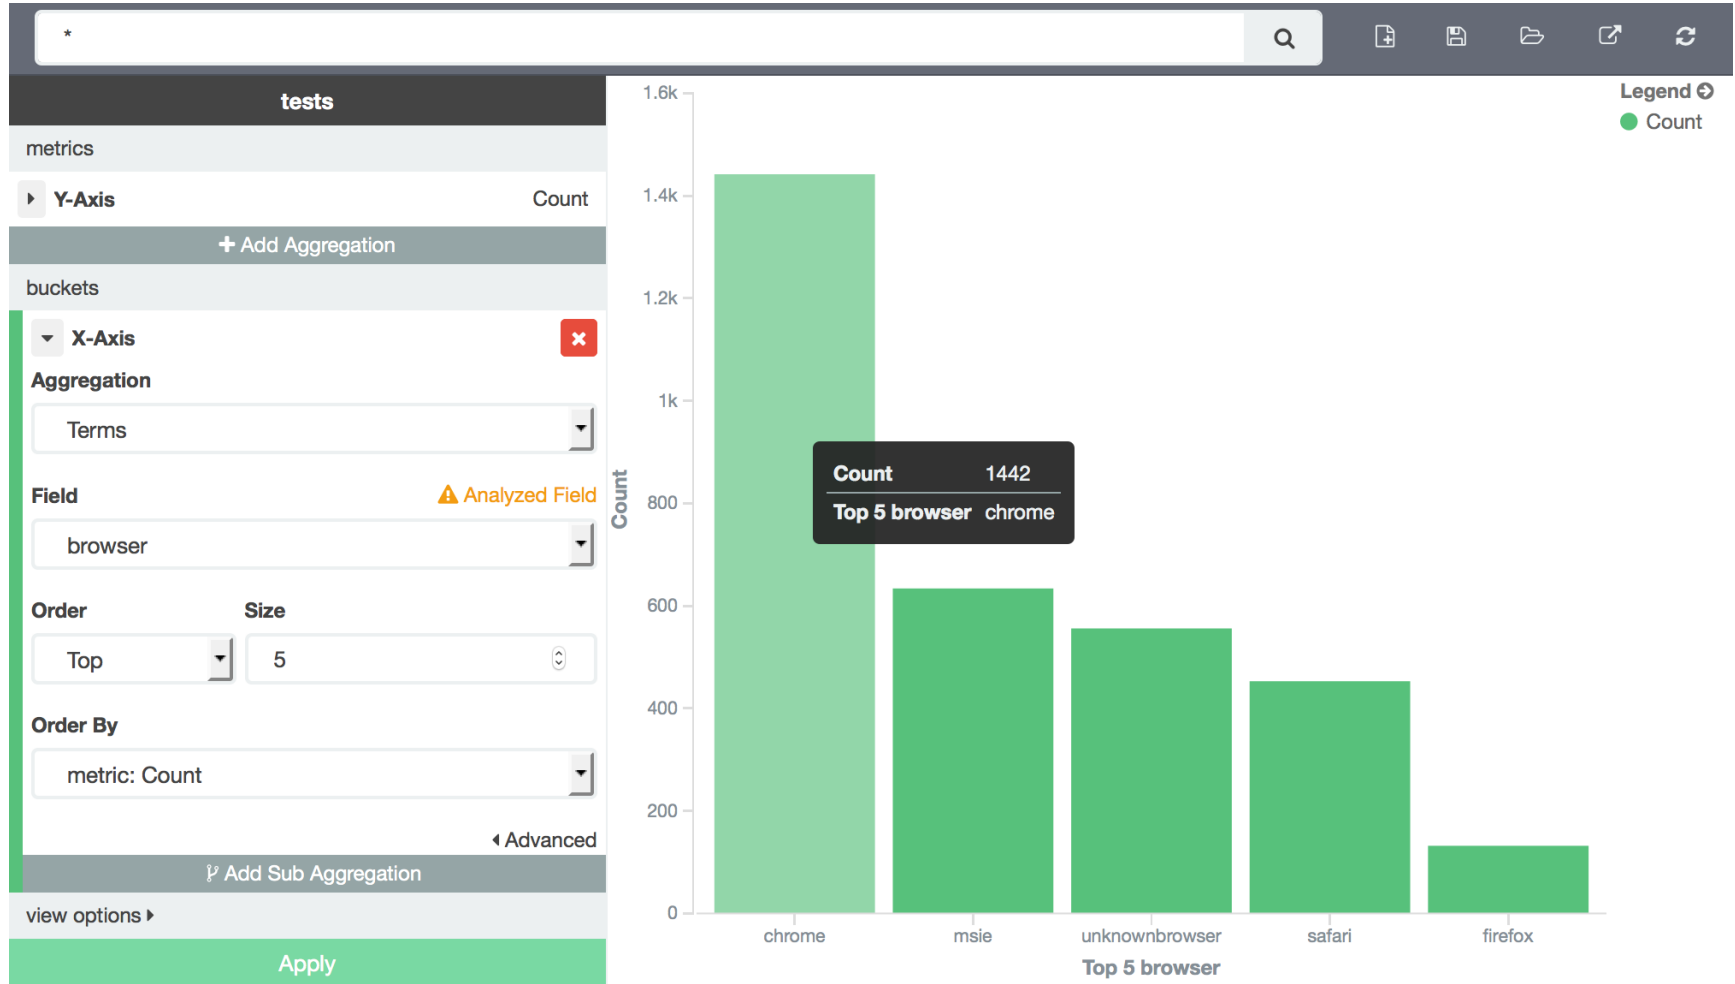 *
tests
metrics
Y-Axis Count
Add Aggregation
buckets
X-Axis
Aggregation
Terms
Field Analyzed Field
browser
Order Size
Top 5
Order By
metric: Count
Advanced
Add Sub Aggregation
view options
Apply
Legend
Count
1.6k
1.4k
1.2k
1k
800
600
400
200
0
Count
Count 1442
Top 5 browser chrome
chrome msie unknownbrowser safari firefox
Top 5 browser